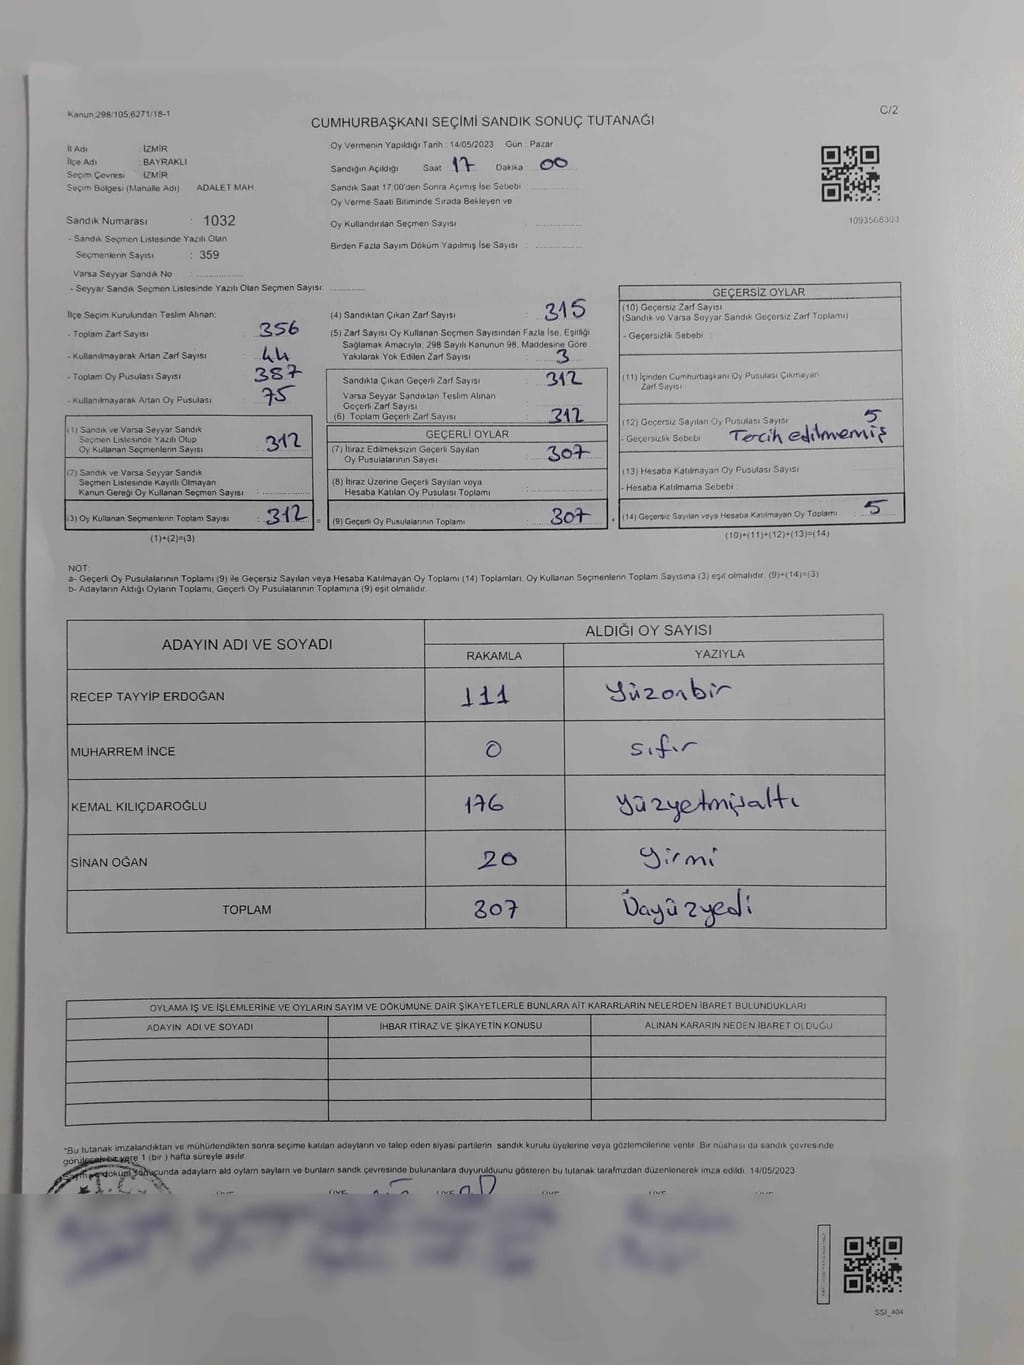 Kanun;298/105;6271/18-1
C/2
CUMHURBAŞKANI SEÇİMİ SANDIK SONUÇ TUTANAĞI
İl Adı : İZMİR
İlçe Adı : BAYRAKLI
Seçim Çevresi : İZMİR
Seçim Bölgesi (Mahalle Adı) ADALET MAH.
Oy Vermenin Yapıldığı Tarih : 14/05/2023 Gün : Pazar
Sandığın Açıldığı Saat 17 Dakika 00
Sandık Saat 17:00'den Sonra Açılmış İse Sebebi :
Oy Verme Saati Bitiminde Sırada Bekleyen ve
Oy Kullandırılan Seçmen Sayısı :
Birden Fazla Sayım Döküm Yapılmış İse Sayısı :
1093508303
Sandık Numarası : 1032
- Sandık Seçmen Listesinde Yazılı Olan
Seçmenlerin Sayısı : 359
Varsa Seyyar Sandık No :
- Seyyar Sandık Seçmen Listesinde Yazılı Olan Seçmen Sayısı:
İlçe Seçim Kurulundan Teslim Alınan:
- Toplam Zarf Sayısı : 356
- Kullanılmayarak Artan Zarf Sayısı : 44
- Toplam Oy Pusulası Sayısı : 387
- Kullanılmayarak Artan Oy Pusulası : 75
(1) Sandık ve Varsa Seyyar Sandık
Seçmen Listesinde Yazılı Olup
Oy Kullanan Seçmenlerin Sayısı : 312
(2) Sandık ve Varsa Seyyar Sandık
Seçmen Listesinde Kayıtlı Olmayan
Kanun Gereği Oy Kullanan Seçmen Sayısı :
(3) Oy Kullanan Seçmenlerin Toplam Sayısı : 312 =
(1)+(2)=(3)
(4) Sandıktan Çıkan Zarf Sayısı : 315
(5) Zarf Sayısı Oy Kullanan Seçmen Sayısından Fazla İse, Eşitliği
Sağlamak Amacıyla; 298 Sayılı Kanunun 98. Maddesine Göre
Yakılarak Yok Edilen Zarf Sayısı : 3
Sandıkta Çıkan Geçerli Zarf Sayısı : 312
Varsa Seyyar Sandıktan Teslim Alınan
Geçerli Zarf Sayısı :
(6) Toplam Geçerli Zarf Sayısı : 312
GEÇERLİ OYLAR
(7) İtiraz Edilmeksizin Geçerli Sayılan
Oy Pusulalarının Sayısı : 307
(8) İtiraz Üzerine Geçerli Sayılan veya
Hesaba Katılan Oy Pusulası Toplamı :
(9) Geçerli Oy Pusulalarının Toplamı : 307 +
GEÇERSİZ OYLAR
(10) Geçersiz Zarf Sayısı
(Sandık ve Varsa Seyyar Sandık Geçersiz Zarf Toplamı) :
- Geçersizlik Sebebi :
(11) İçinden Cumhurbaşkanı Oy Pusulası Çıkmayan
Zarf Sayısı :
(12) Geçersiz Sayılan Oy Pusulası Sayısı : 5
- Geçersizlik Sebebi : Tercih edilmemiş
(13) Hesaba Katılmayan Oy Pusulası Sayısı
- Hesaba Katılmama Sebebi :
(14) Geçersiz Sayılan veya Hesaba Katılmayan Oy Toplamı : 5
(10)+(11)+(12)+(13)=(14)
NOT:
a- Geçerli Oy Pusulalarının Toplamı (9) ile Geçersiz Sayılan veya Hesaba Katılmayan Oy Toplamı (14) Toplamları, Oy Kullanan Seçmenlerin Toplam Sayısına (3) eşit olmalıdır. (9)+(14)=(3)
b- Adayların Aldığı Oyların Toplamı, Geçerli Oy Pusulalarının Toplamına (9) eşit olmalıdır.
ADAYIN ADI VE SOYADI
ALDIĞI OY SAYISI
RAKAMLA YAZIYLA
RECEP TAYYİP ERDOĞAN 111 Yüzonbir
MUHARREM İNCE 0 sıfır
KEMAL KILIÇDAROĞLU 176 Yüzyetmişaltı
SİNAN OĞAN 20 Yirmi
TOPLAM 307 Üçyüzyedi
OYLAMA İŞ VE İŞLEMLERİNE VE OYLARIN SAYIM VE DÖKÜMÜNE DAİR ŞİKAYETLERLE BUNLARA AİT KARARLARIN NELERDEN İBARET BULUNDUKLARI
ADAYIN ADI VE SOYADI İHBAR İTİRAZ VE ŞİKAYETİN KONUSU ALINAN KARARIN NEDEN İBARET OLDUĞU
*Bu tutanak imzalandıktan ve mühürlendikten sonra seçime katılan adayların ve talep eden siyasi partilerin sandık kurulu üyelerine veya gözlemcilerine verilir. Bir nüshası da sandık çevresinde
görülecek bir yere 1 (bir ) hafta süreyle asılır.
Sayım ve döküm sonucunda adayların ald oyların sayıların ve bunların sandk çevresinde bulunanlara duyurulduunu gösteren bu tutanak tarafmzdan düzenlenerek imza edildi. 14/05/2023
SSI_404